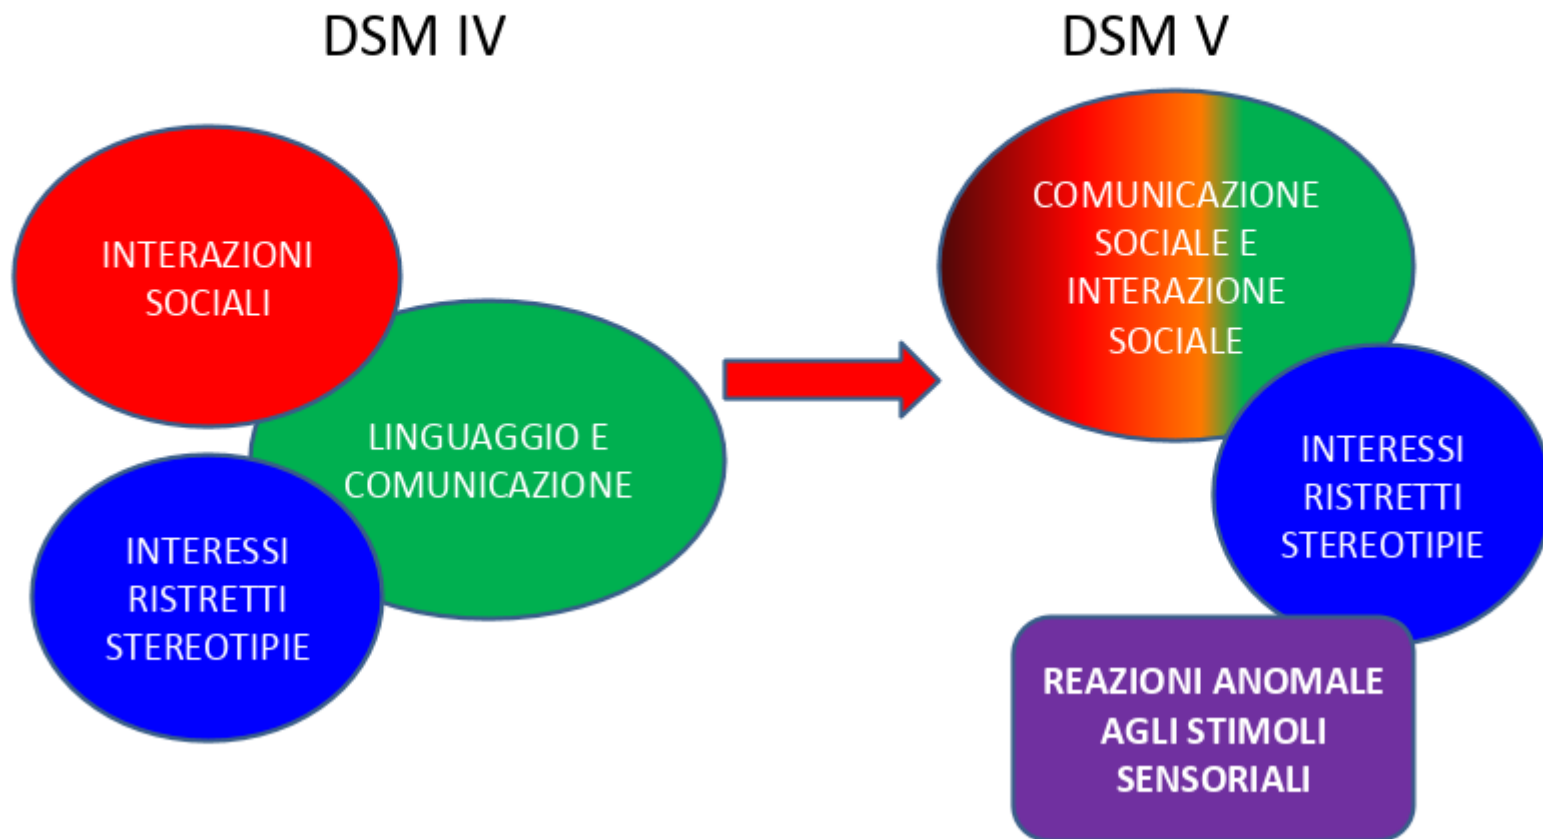 DSM IV
DSM V
INTERAZIONI
SOCIALI
LINGUAGGIO E
COMUNICAZIONE
INTERESSI
RISTRETTI
STEREOTIPIE
COMUNICAZIONE
SOCIALE E
INTERAZIONE
SOCIALE
INTERESSI
RISTRETTI
STEREOTIPIE
REAZIONI ANOMALE
AGLI STIMOLI
SENSORIALI